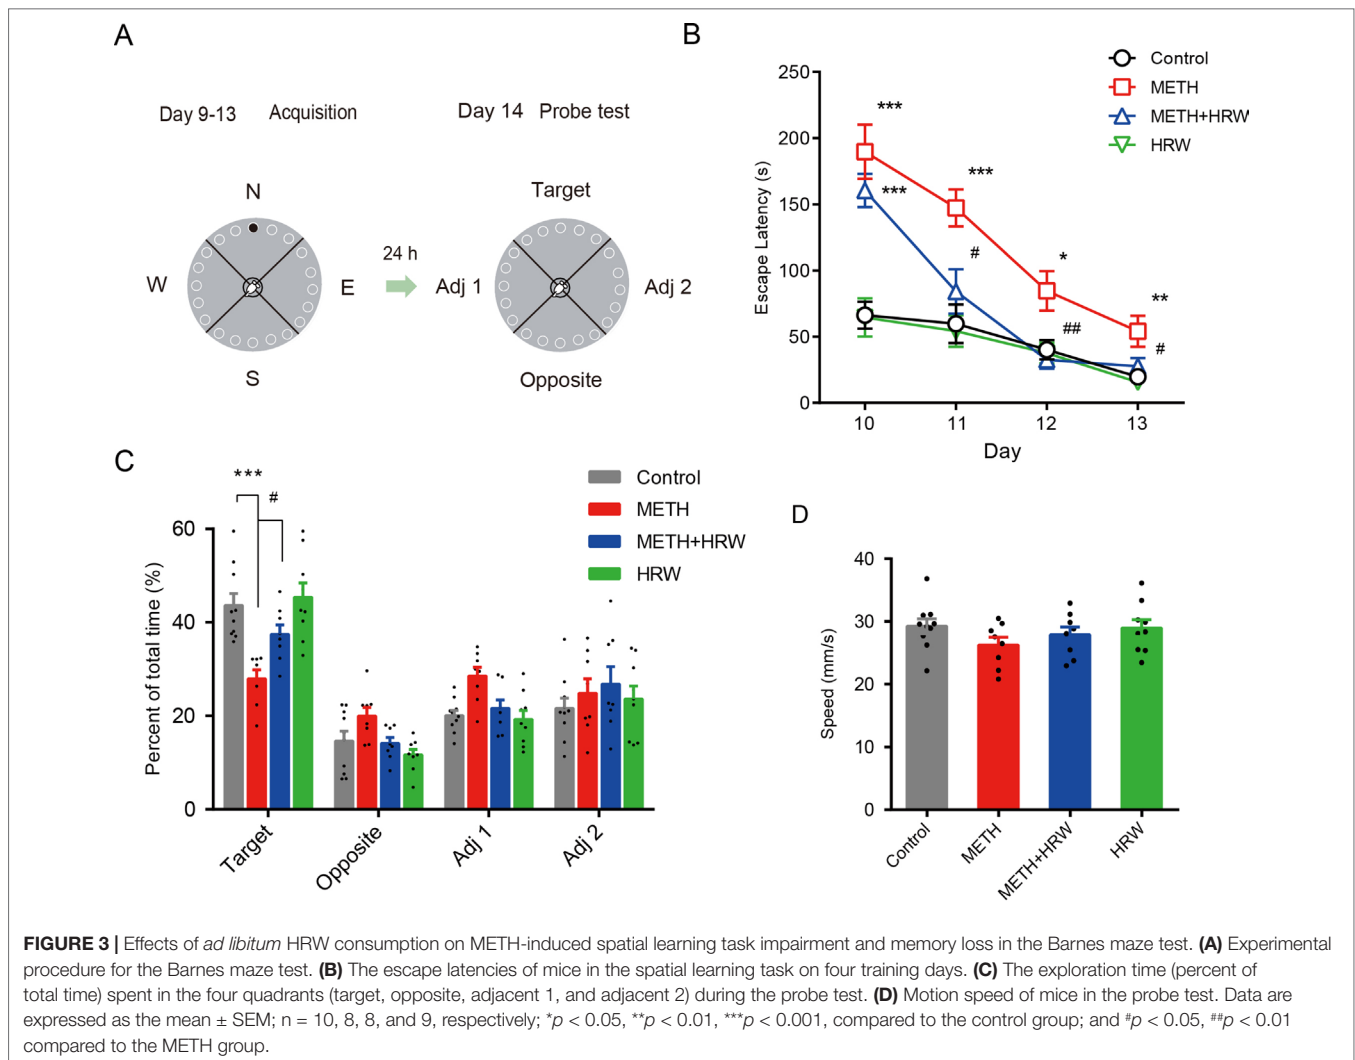 A
Day 9-13 Acquisition
Day 14 Probe test
N
W
E
S
24 h
Target
Adj 1
Adj 2
Opposite
B
Control
METH
METH+HRW
HRW
Escape Latency (s)
250
200
150
100
50
0
***
***
***
#
*
##
**
#
10 11 12 13
Day
C
Control
METH
METH+HRW
HRW
*** 
#
Percent of total time (%)
60
40
20
0
Target Opposite Adj 1 Adj 2
D
Speed (mm/s)
40
30
20
10
0
Control METH METH+HRW HRW
FIGURE 3 | Effects of ad libitum HRW consumption on METH-induced spatial learning task impairment and memory loss in the Barnes maze test. (A) Experimental
procedure for the Barnes maze test. (B) The escape latencies of mice in the spatial learning task on four training days. (C) The exploration time (percent of
total time) spent in the four quadrants (target, opposite, adjacent 1, and adjacent 2) during the probe test. (D) Motion speed of mice in the probe test. Data are
expressed as the mean ± SEM; n = 10, 8, 8, and 9, respectively; *p < 0.05, **p < 0.01, ***p < 0.001, compared to the control group; and #p < 0.05, ##p < 0.01
compared to the METH group.